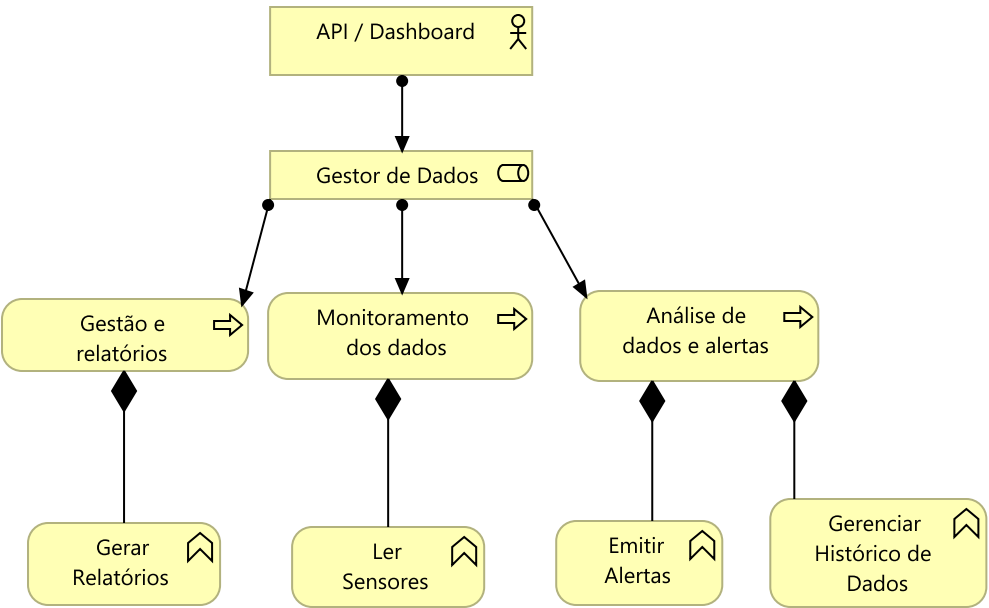 API / Dashboard
Gestor de Dados
Gestão e
relatórios
Monitoramento
dos dados
Análise de
dados e alertas
Gerar
Relatórios
Ler
Sensores
Emitir
Alertas
Gerenciar
Histórico de
Dados